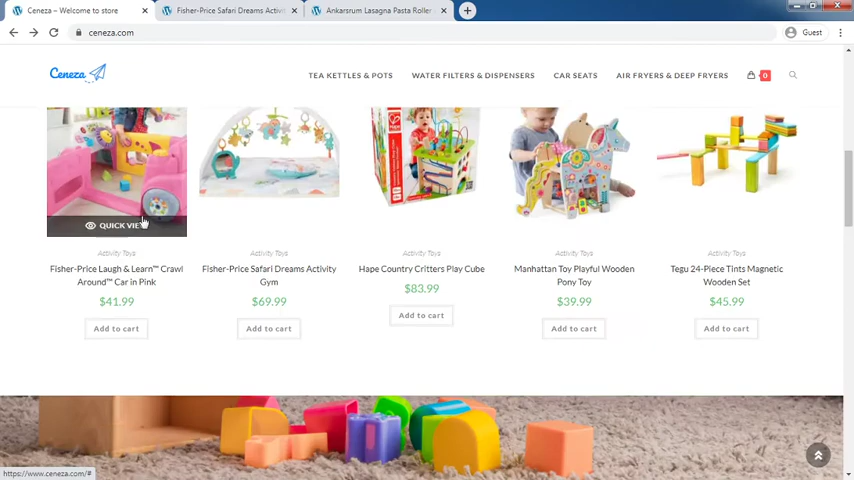 Ceneza – Welcome to store
Fisher-Price Safari Dreams Activi
Ankarsrum Lasagna Pasta Roller
ceneza.com
Guest
Ceneza
TEA KETTLES & POTS
WATER FILTERS & DISPENSERS
CAR SEATS
AIR FRYERS & DEEP FRYERS
0
QUICK VIEW
Activity Toys
Activity Toys
Activity Toys
Activity Toys
Activity Toys
Fisher-Price Laugh & Learn™ Crawl
Around™ Car in Pink
Fisher-Price Safari Dreams Activity
Gym
Hape Country Critters Play Cube
Manhattan Toy Playful Wooden
Pony Toy
Tegu 24-Piece Tints Magnetic
Wooden Set
$41.99
$69.99
$83.99
$39.99
$45.99
Add to cart
Add to cart
Add to cart
Add to cart
Add to cart
https://www.ceneza.com/#